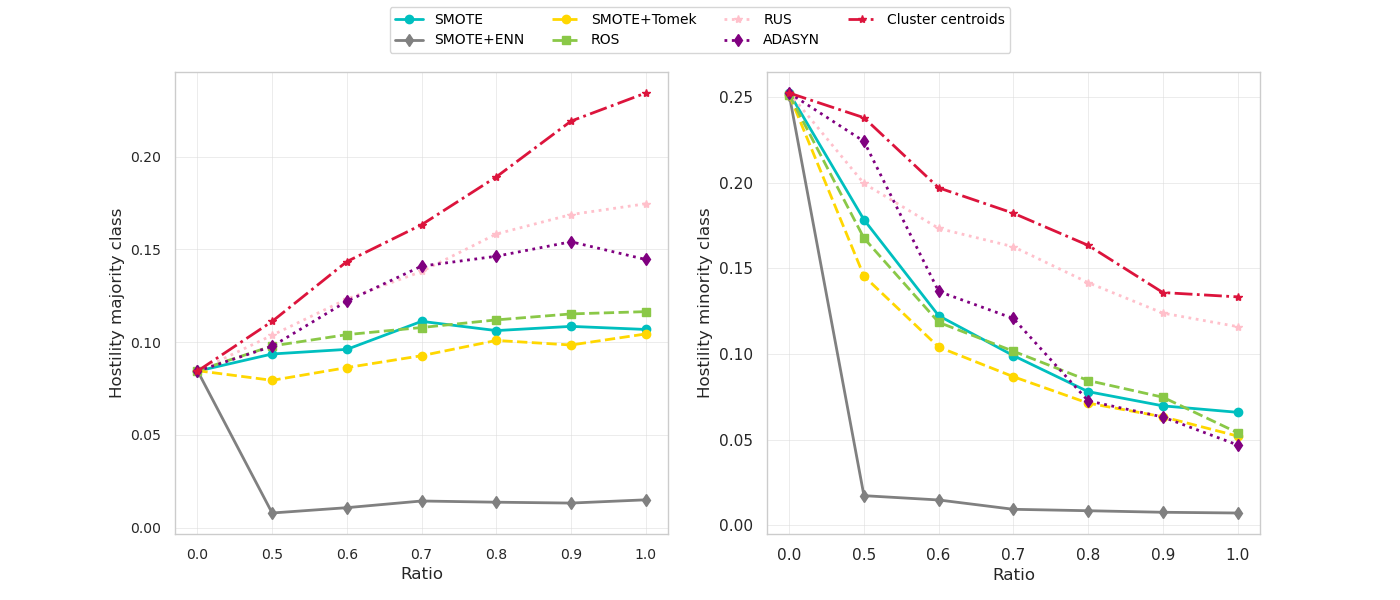 SMOTE
SMOTE+ENN
SMOTE+Tomek
ROS
RUS
ADASYN
Cluster centroids
Hostility majority class
0.20
0.15
0.10
0.05
0.00
0.0 0.5 0.6 0.7 0.8 0.9 1.0
Ratio
Hostility minority class
0.25
0.20
0.15
0.10
0.05
0.00
0.0 0.5 0.6 0.7 0.8 0.9 1.0
Ratio